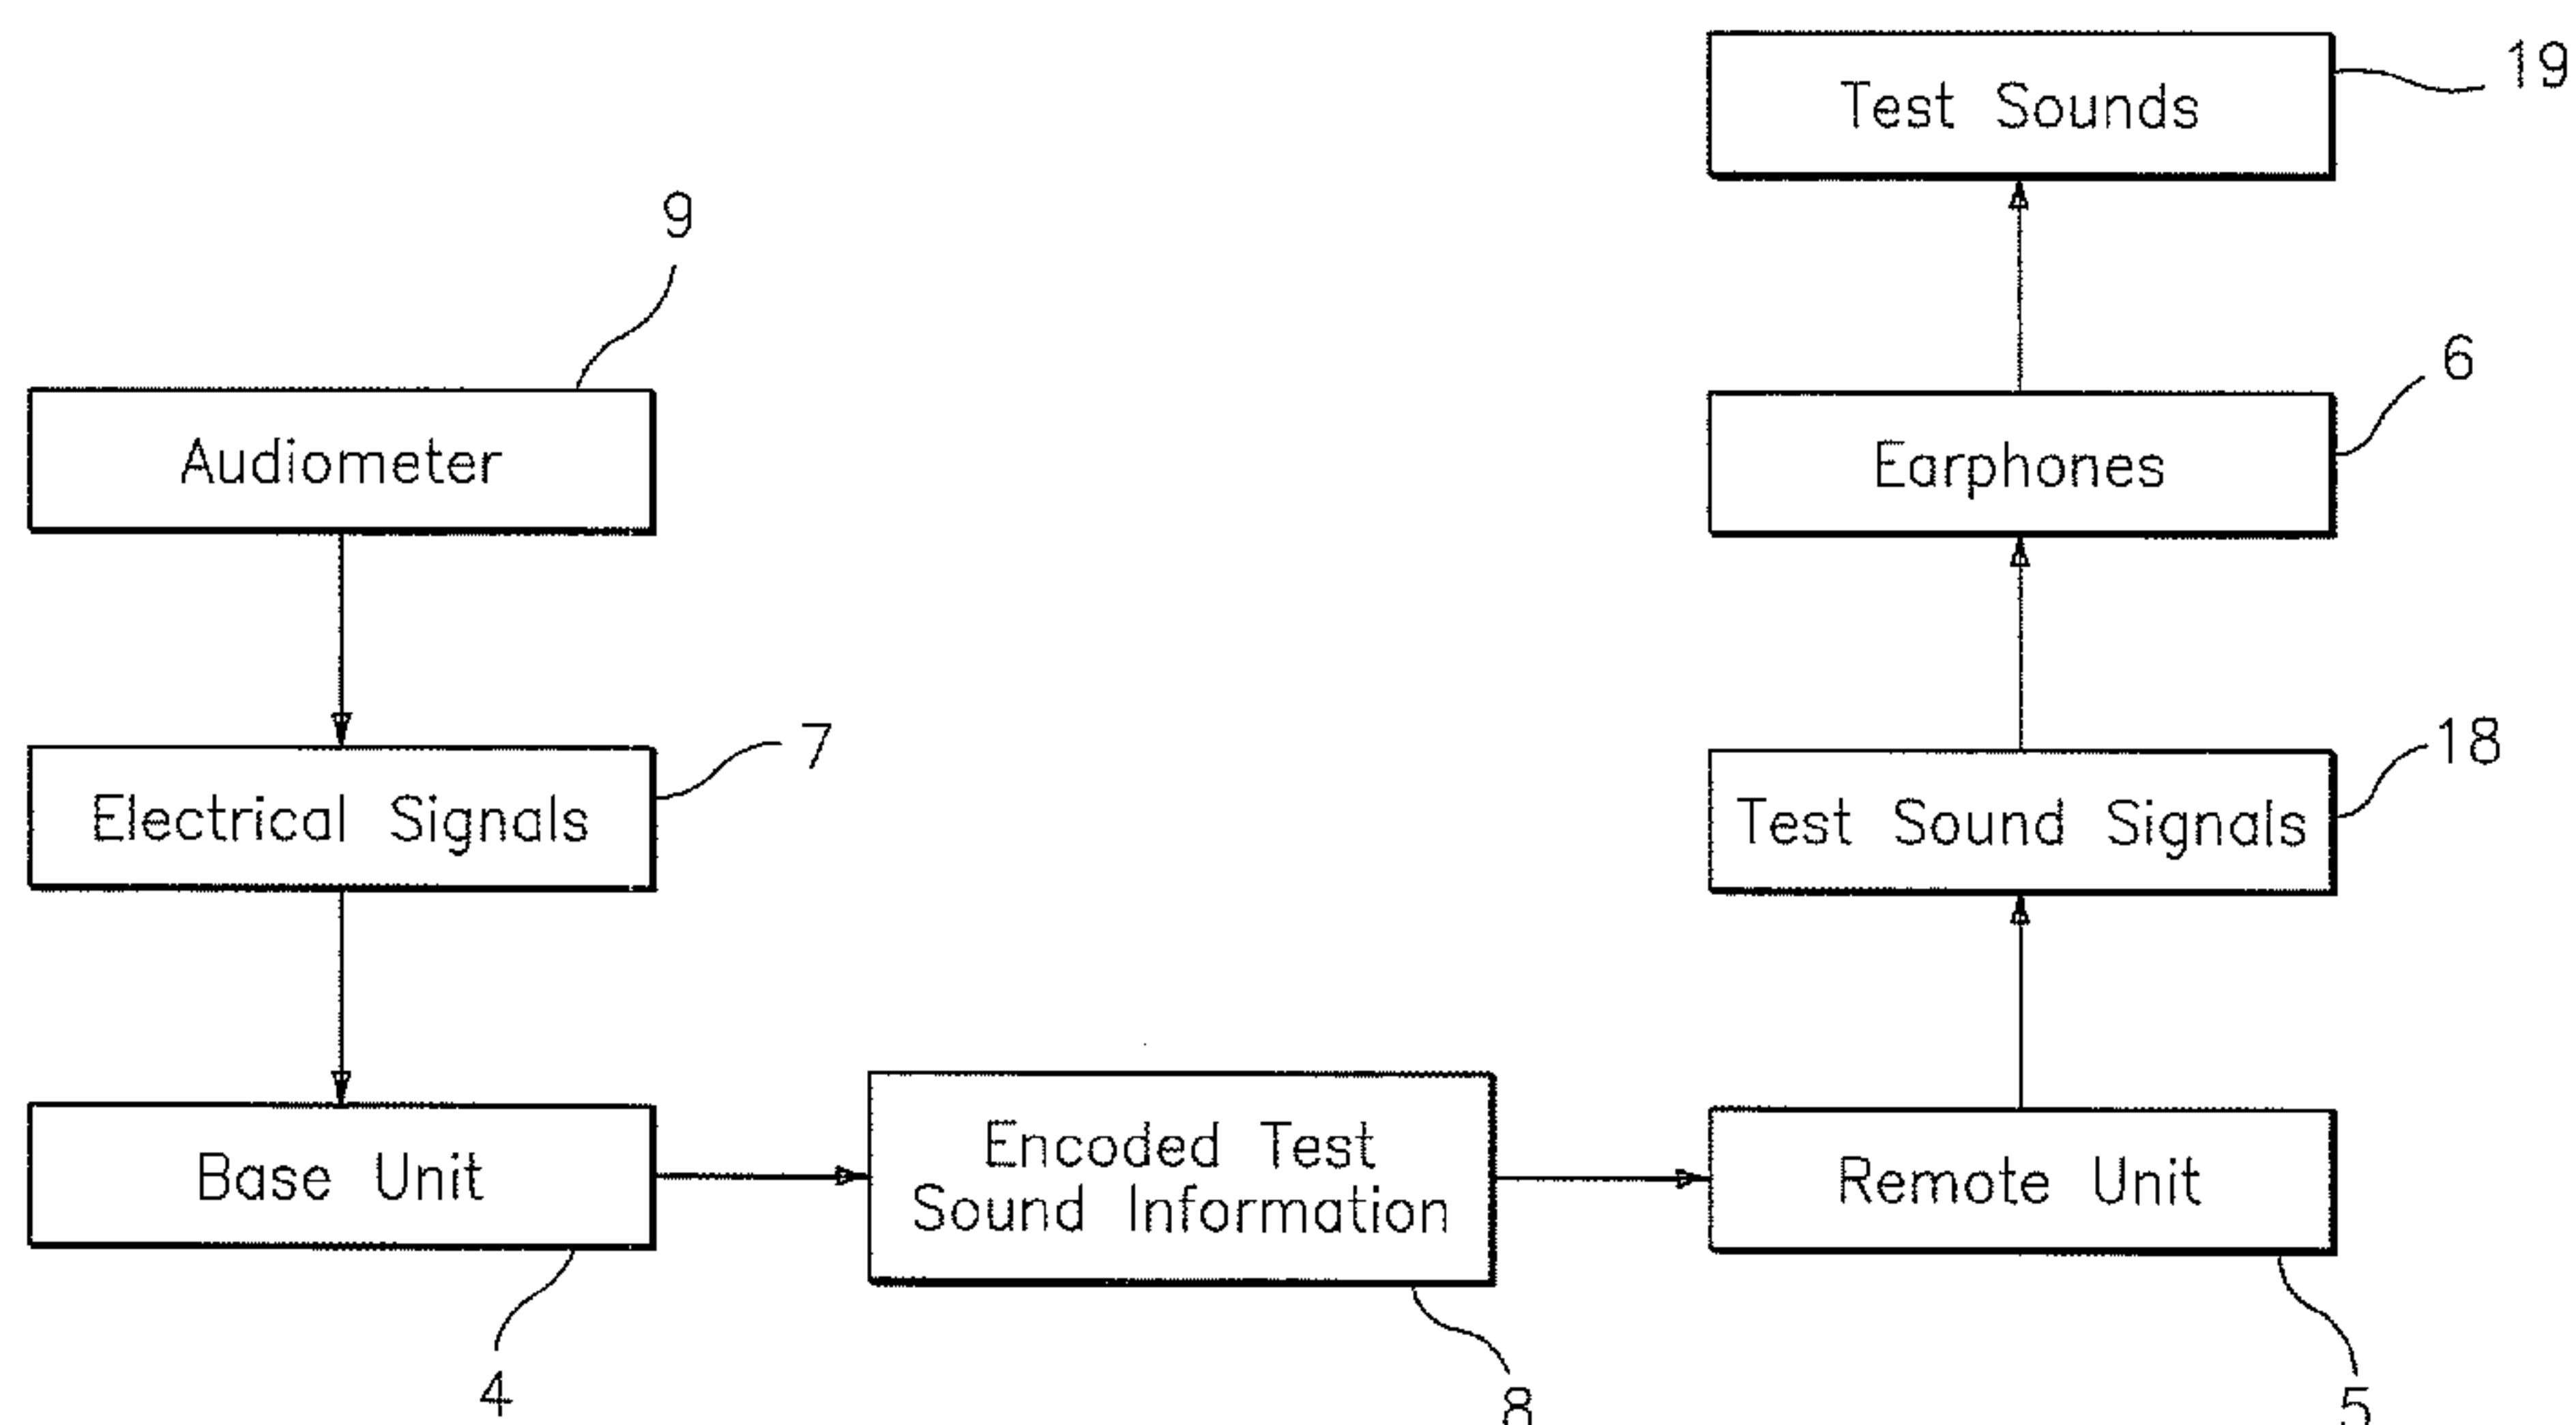 Test Sounds
19
9
Audiometer
Earphones
6
Electrical Signals
7
Test Sound Signals
18
Base Unit
4
Encoded Test
Sound Information
8
Remote Unit
5